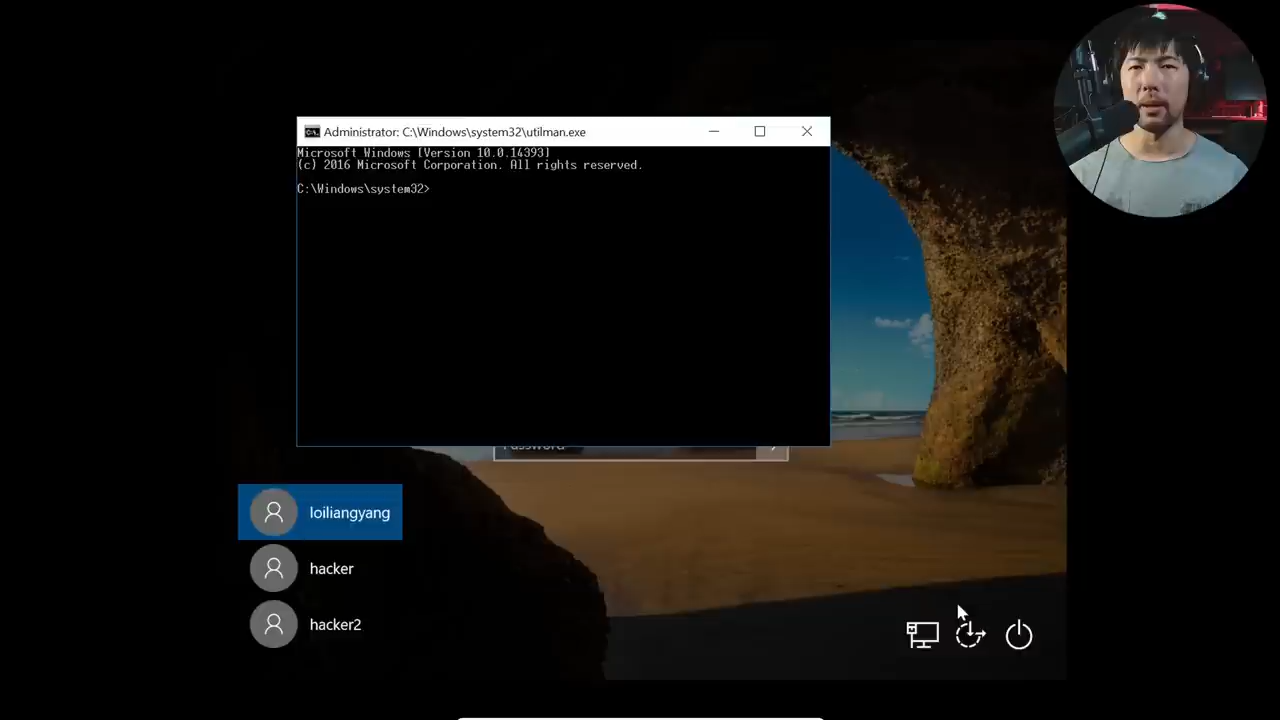 Administrator: C:\Windows\system32\utilman.exe
Microsoft Windows [Version 10.0.14393]
(c) 2016 Microsoft Corporation. All rights reserved.
C:\Windows\system32>
Password
loiliangyang
hacker
hacker2